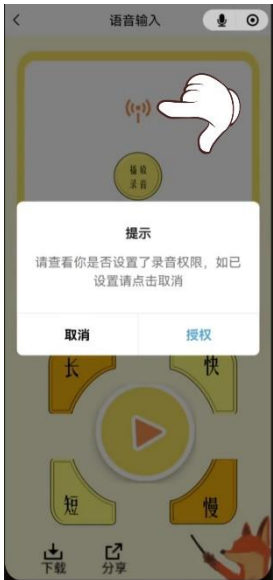 语音输入
播放
录音
提示
请查看你是否设置了录音权限，如已
设置请点击取消
取消
授权
长
快
短
慢
下载
分享